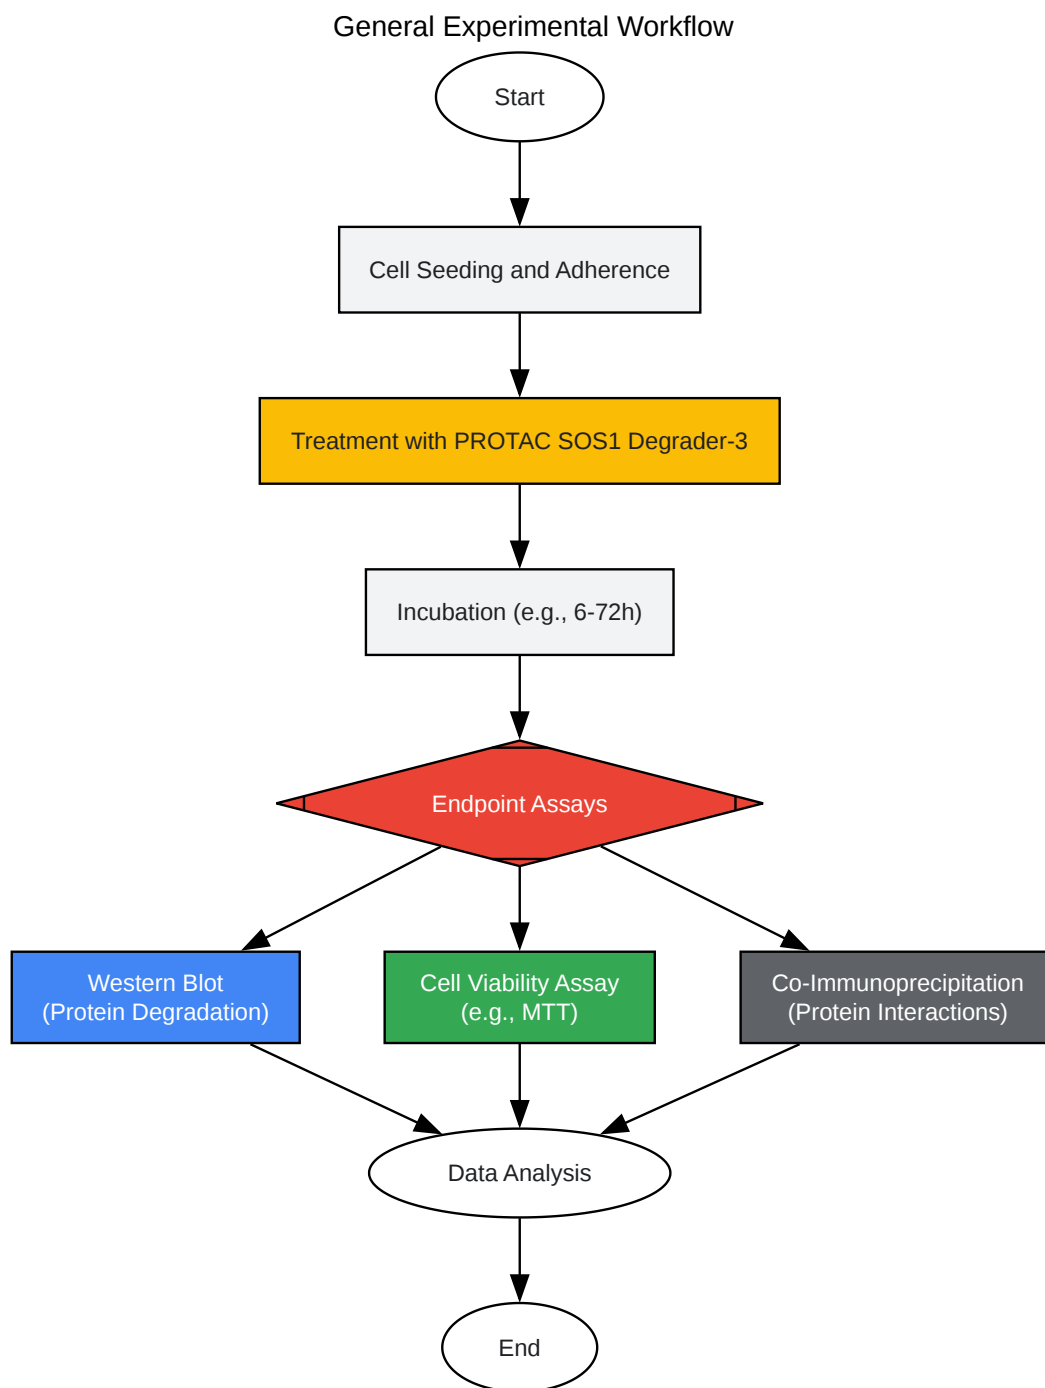 General Experimental Workflow
Start
Cell Seeding and Adherence
Treatment with PROTAC SOS1 Degrader-3
Incubation (e.g., 6-72h)
Endpoint Assays
Western Blot
(Protein Degradation)
Cell Viability Assay
(e.g., MTT)
Co-Immunoprecipitation
(Protein Interactions)
Data Analysis
End